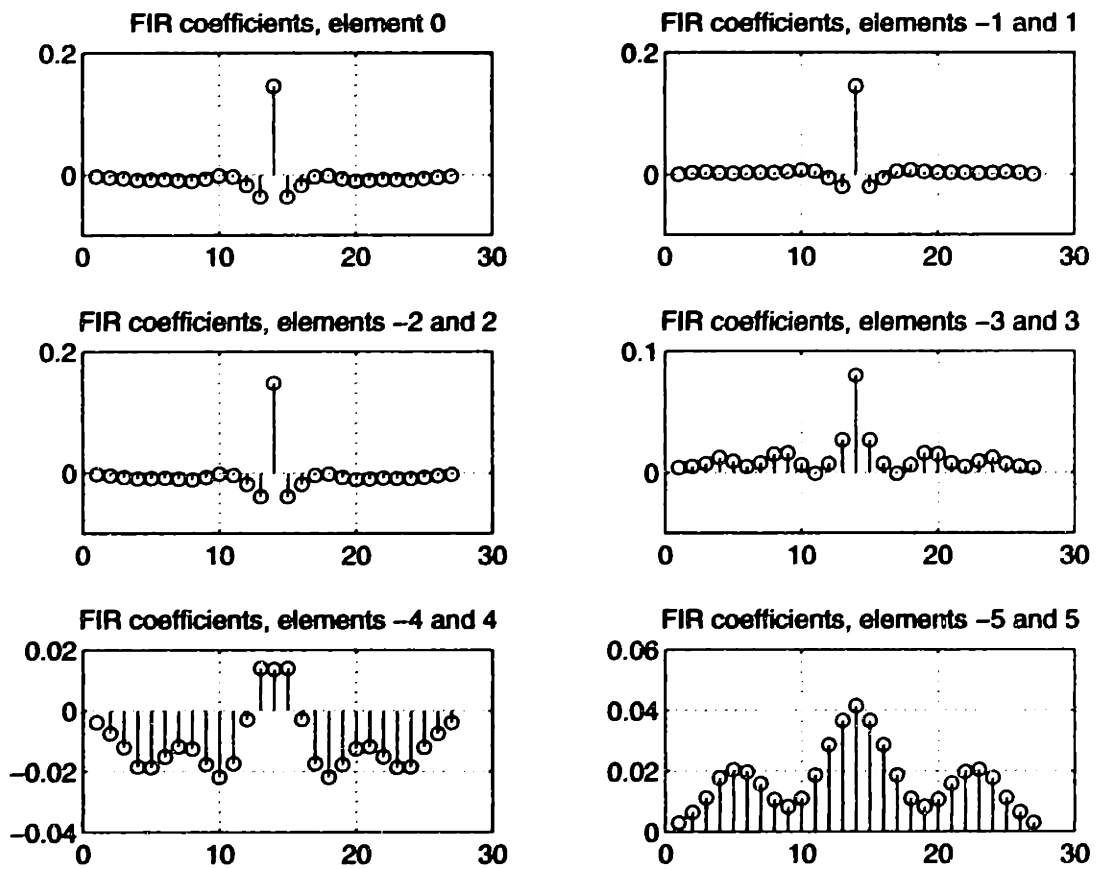 FIR coefficients, element 0
0.2
0
0 10 20 30
FIR coefficients, elements −1 and 1
0.2
0
0 10 20 30
FIR coefficients, elements −2 and 2
0.2
0
0 10 20 30
FIR coefficients, elements −3 and 3
0.1
0
0 10 20 30
FIR coefficients, elements −4 and 4
0.02
0
−0.02
−0.04
0 10 20 30
FIR coefficients, elements −5 and 5
0.06
0.04
0.02
0
0 10 20 30